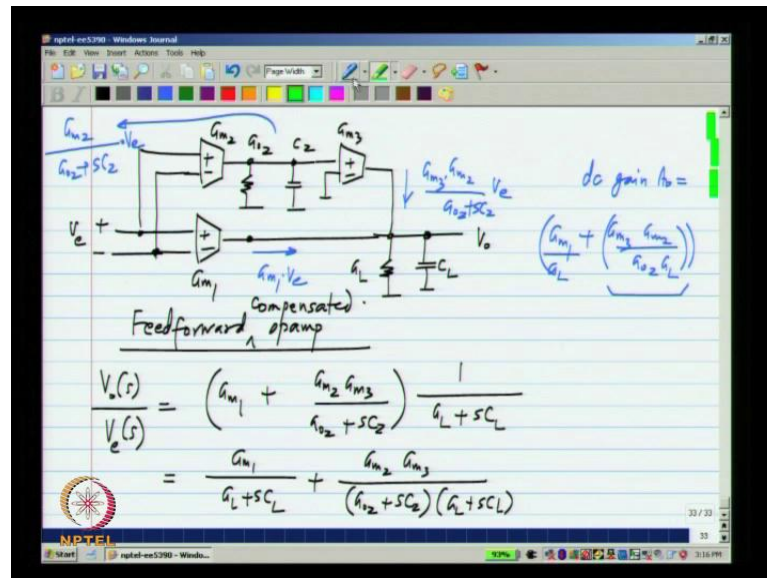 nptel-ee5390 - Windows Journal
File Edit View Insert Actions Tools Help
Page Width
B I
Gm2 / (Go2 + sC2) · Ve
Gm2 Go2 C2 Gm3
+
-
+
-
Gm3 · Gm2 / (Go2 + sC2) Ve
dc gain A0 =
(Gm1 / GL + (Gm3 Gm2 / Go2 GL))
Ve
+
-
+
-
Gm1
Gm1 · Ve
GL
CL
Vo
Feedforward compensated opamp
Vo(s) / Ve(s) = (Gm1 + Gm2 Gm3 / (Go2 + sC2)) 1 / (GL + sCL)
= Gm1 / (GL + sCL) + Gm2 Gm3 / (Go2 + sC2)(GL + sCL)
33 / 33
33
NPTEL
Start
nptel-ee5390 - Windo...
93%
3:16 PM